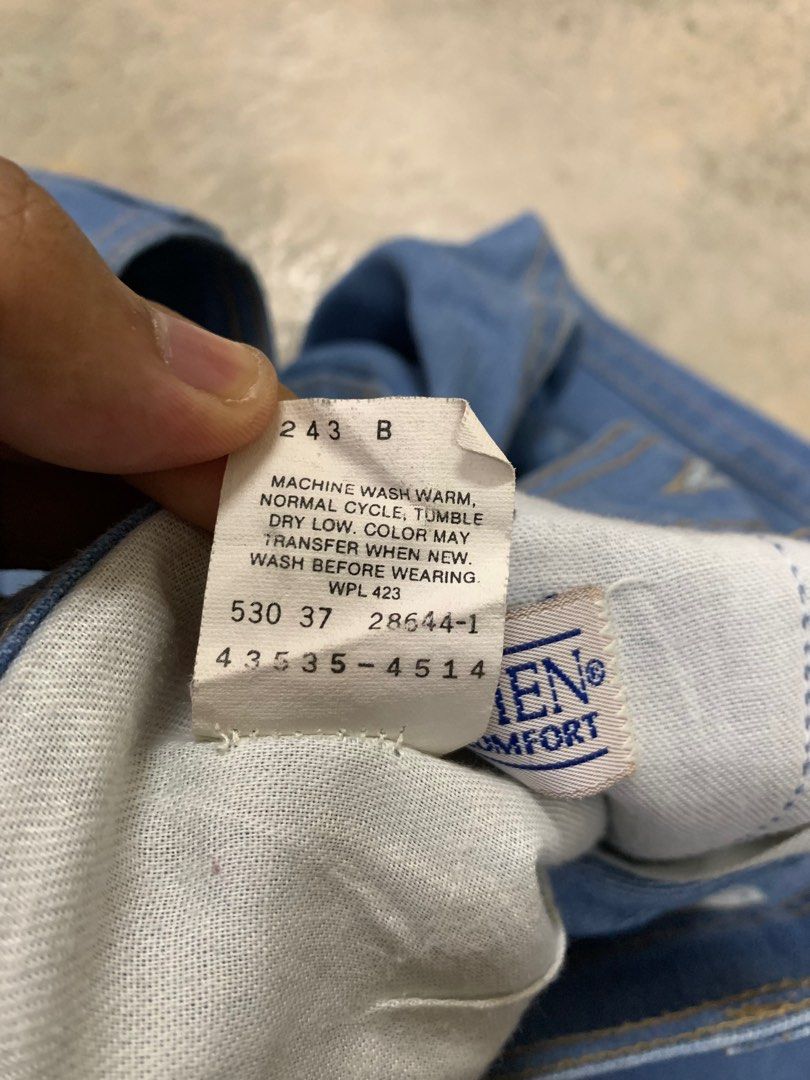 243 B
MACHINE WASH WARM,
NORMAL CYCLE, TUMBLE
DRY LOW. COLOR MAY
TRANSFER WHEN NEW.
WASH BEFORE WEARING.
WPL 423
530 37 28644-1
43535-4514
MEN®
OMFORT